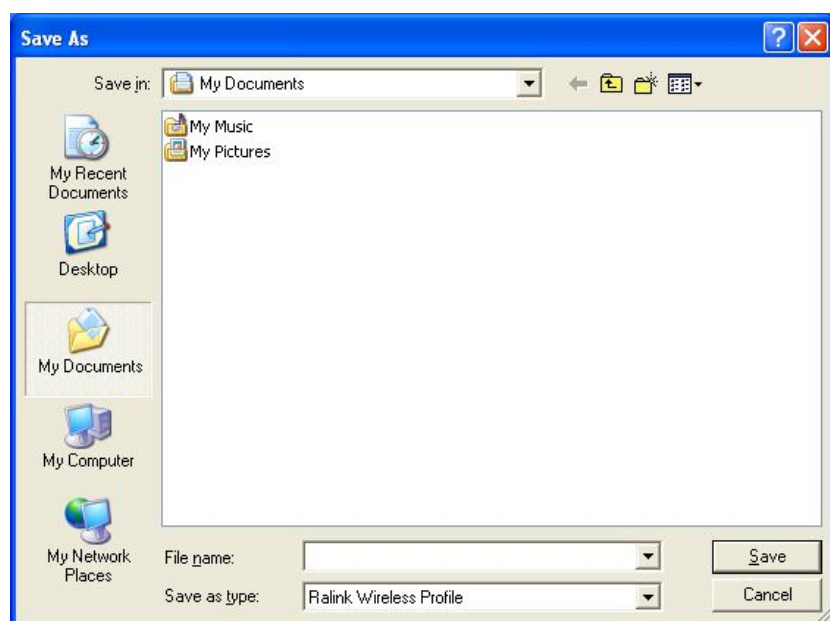 Save As
Save in: My Documents
My Music
My Pictures
My Recent
Documents
Desktop
My Documents
My Computer
My Network
Places
File name:
Save
Save as type: Ralink Wireless Profile
Cancel